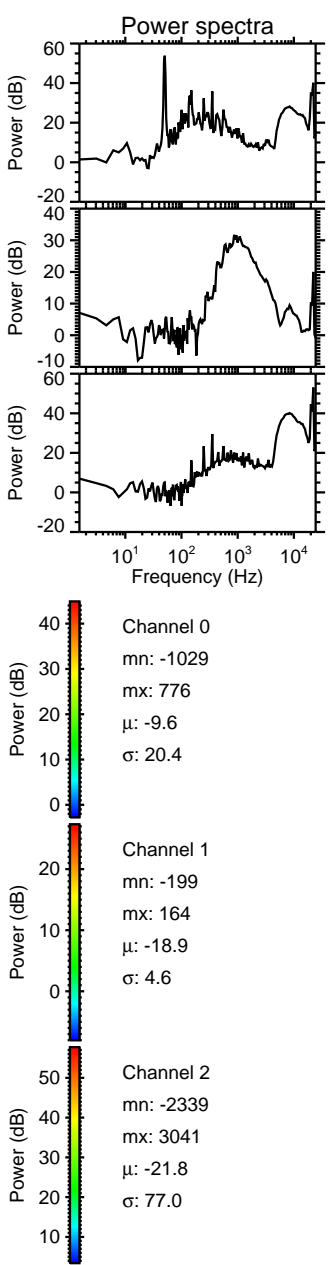 Power spectra
Power (dB)
60
40
20
0
-20
Power (dB)
40
30
20
10
0
-10
Power (dB)
60
40
20
0
-20
10¹ 10² 10³ 10⁴
Frequency (Hz)
Power (dB)
40
30
20
10
0
Channel 0
mn: -1029
mx: 776
μ: -9.6
σ: 20.4
Power (dB)
20
10
0
Channel 1
mn: -199
mx: 164
μ: -18.9
σ: 4.6
Power (dB)
50
40
30
20
10
Channel 2
mn: -2339
mx: 3041
μ: -21.8
σ: 77.0